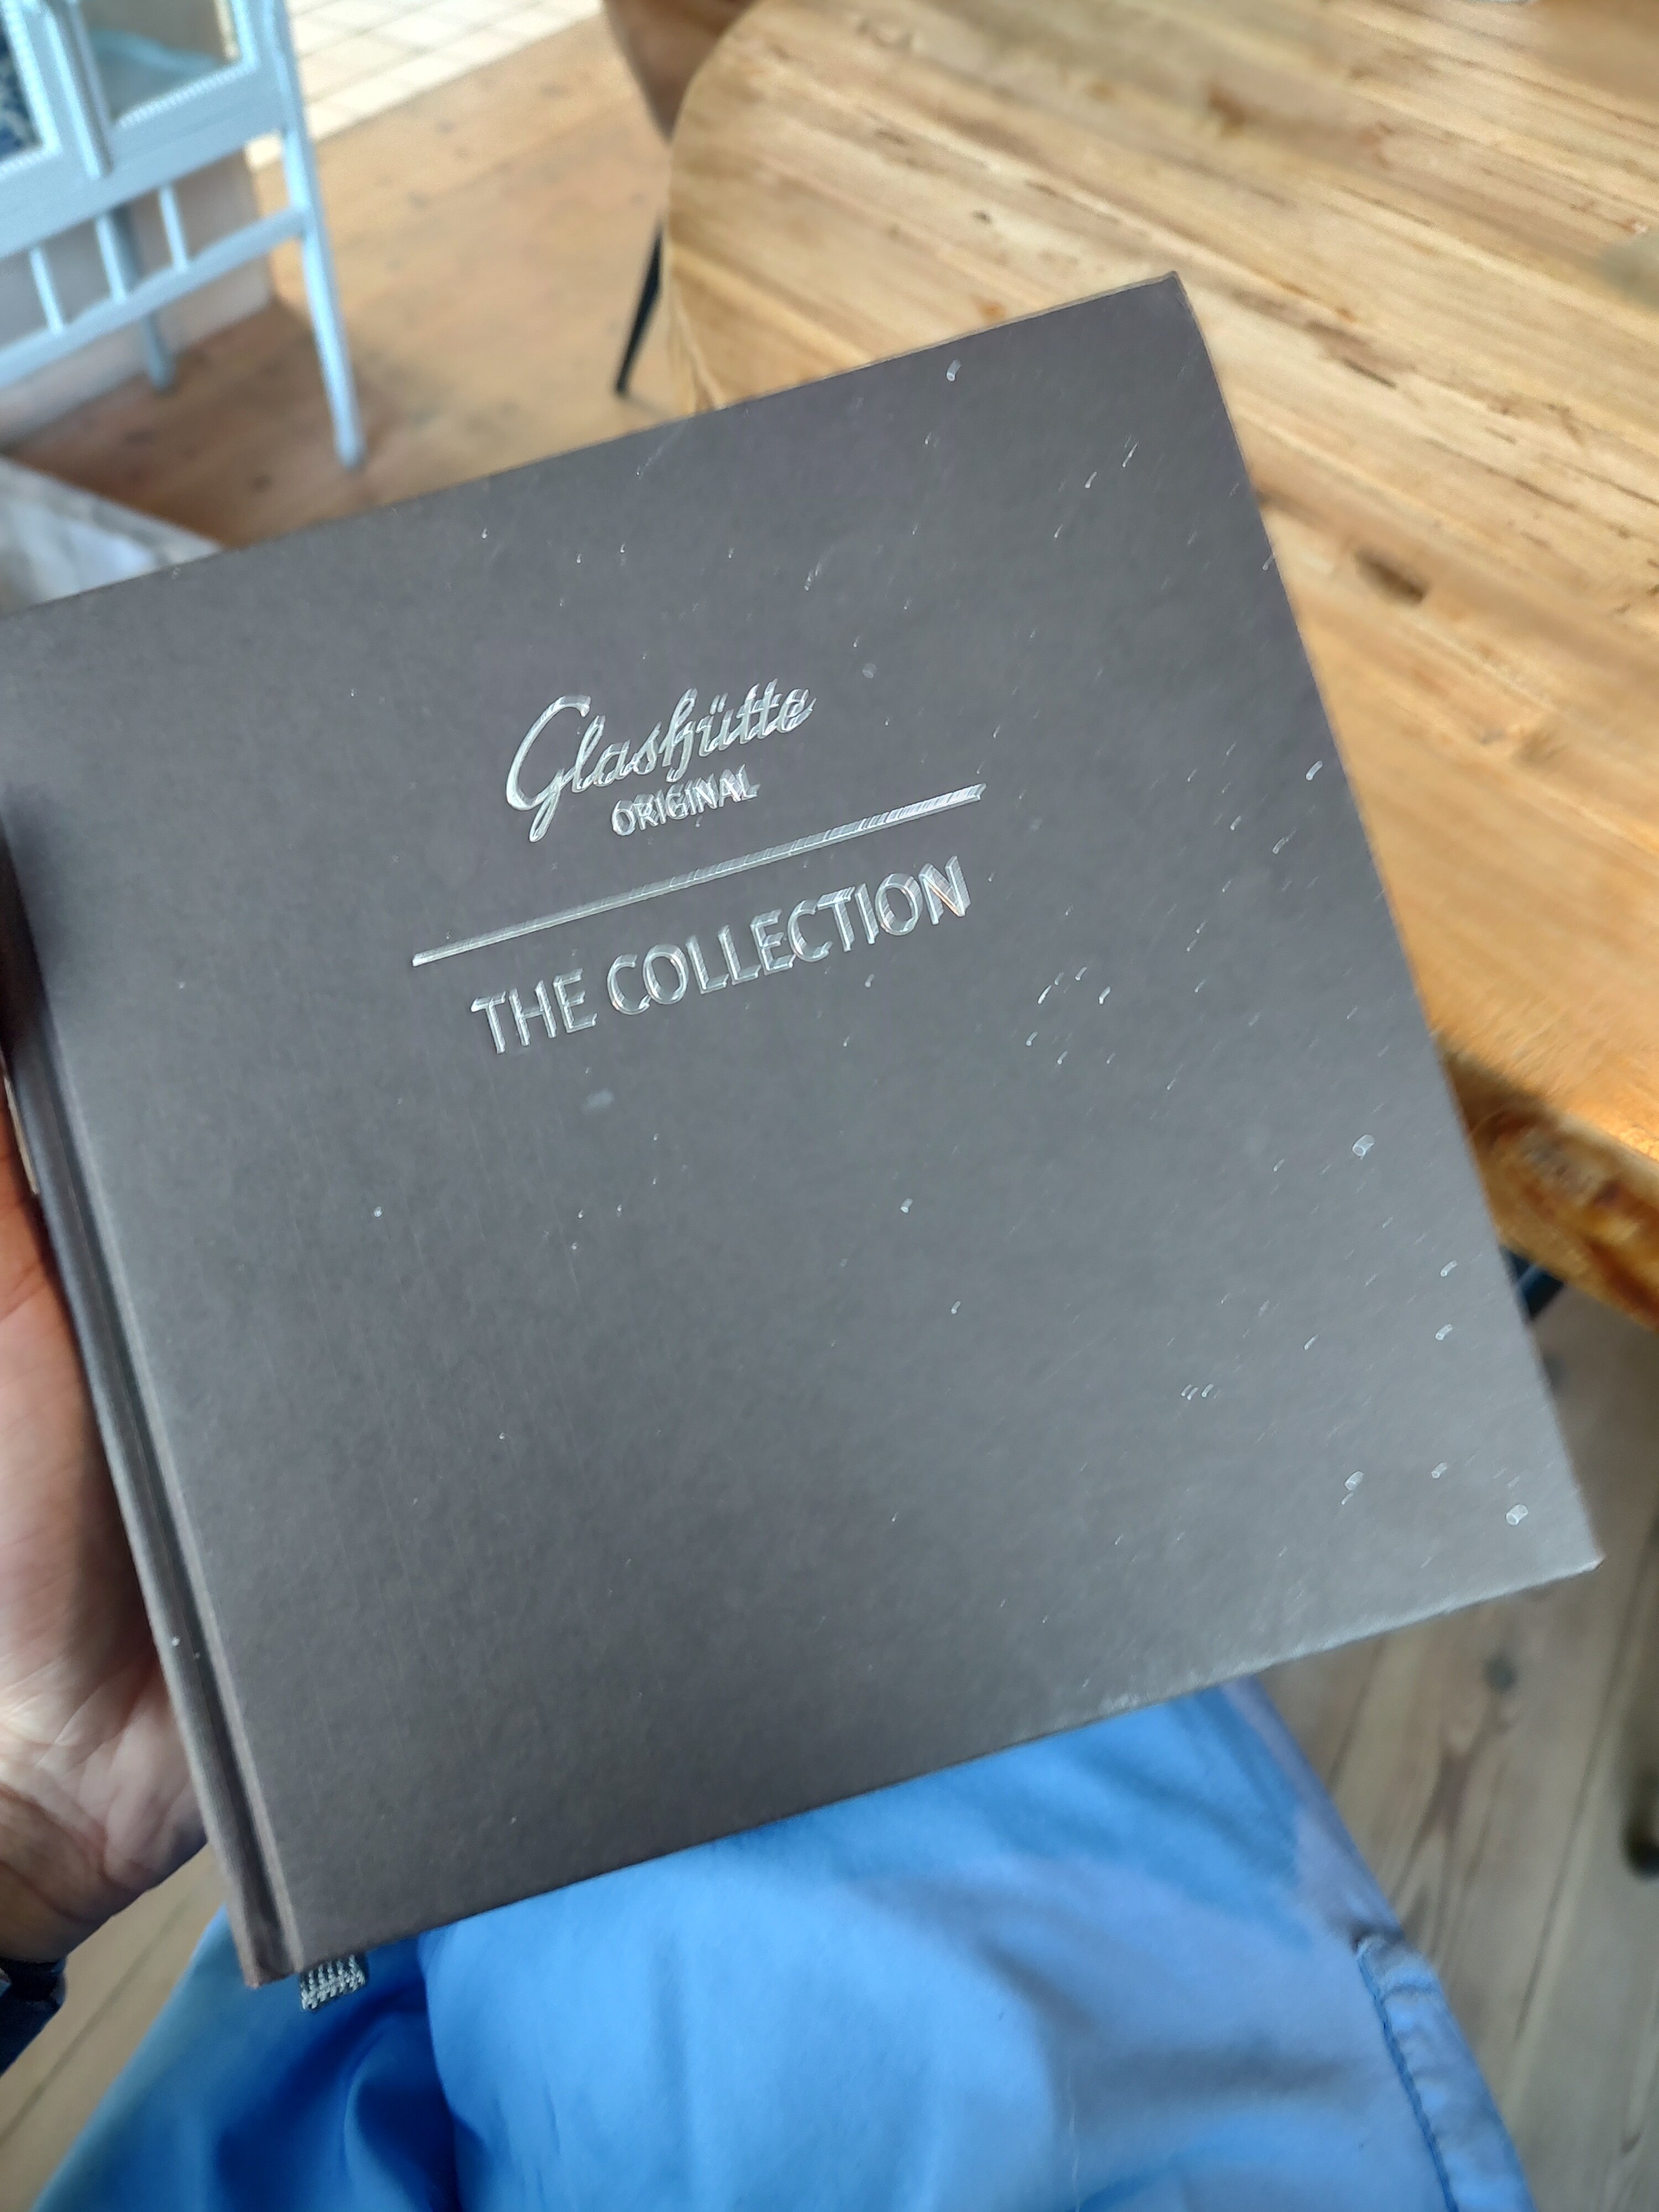 Glashütte
ORIGINAL
THE COLLECTION